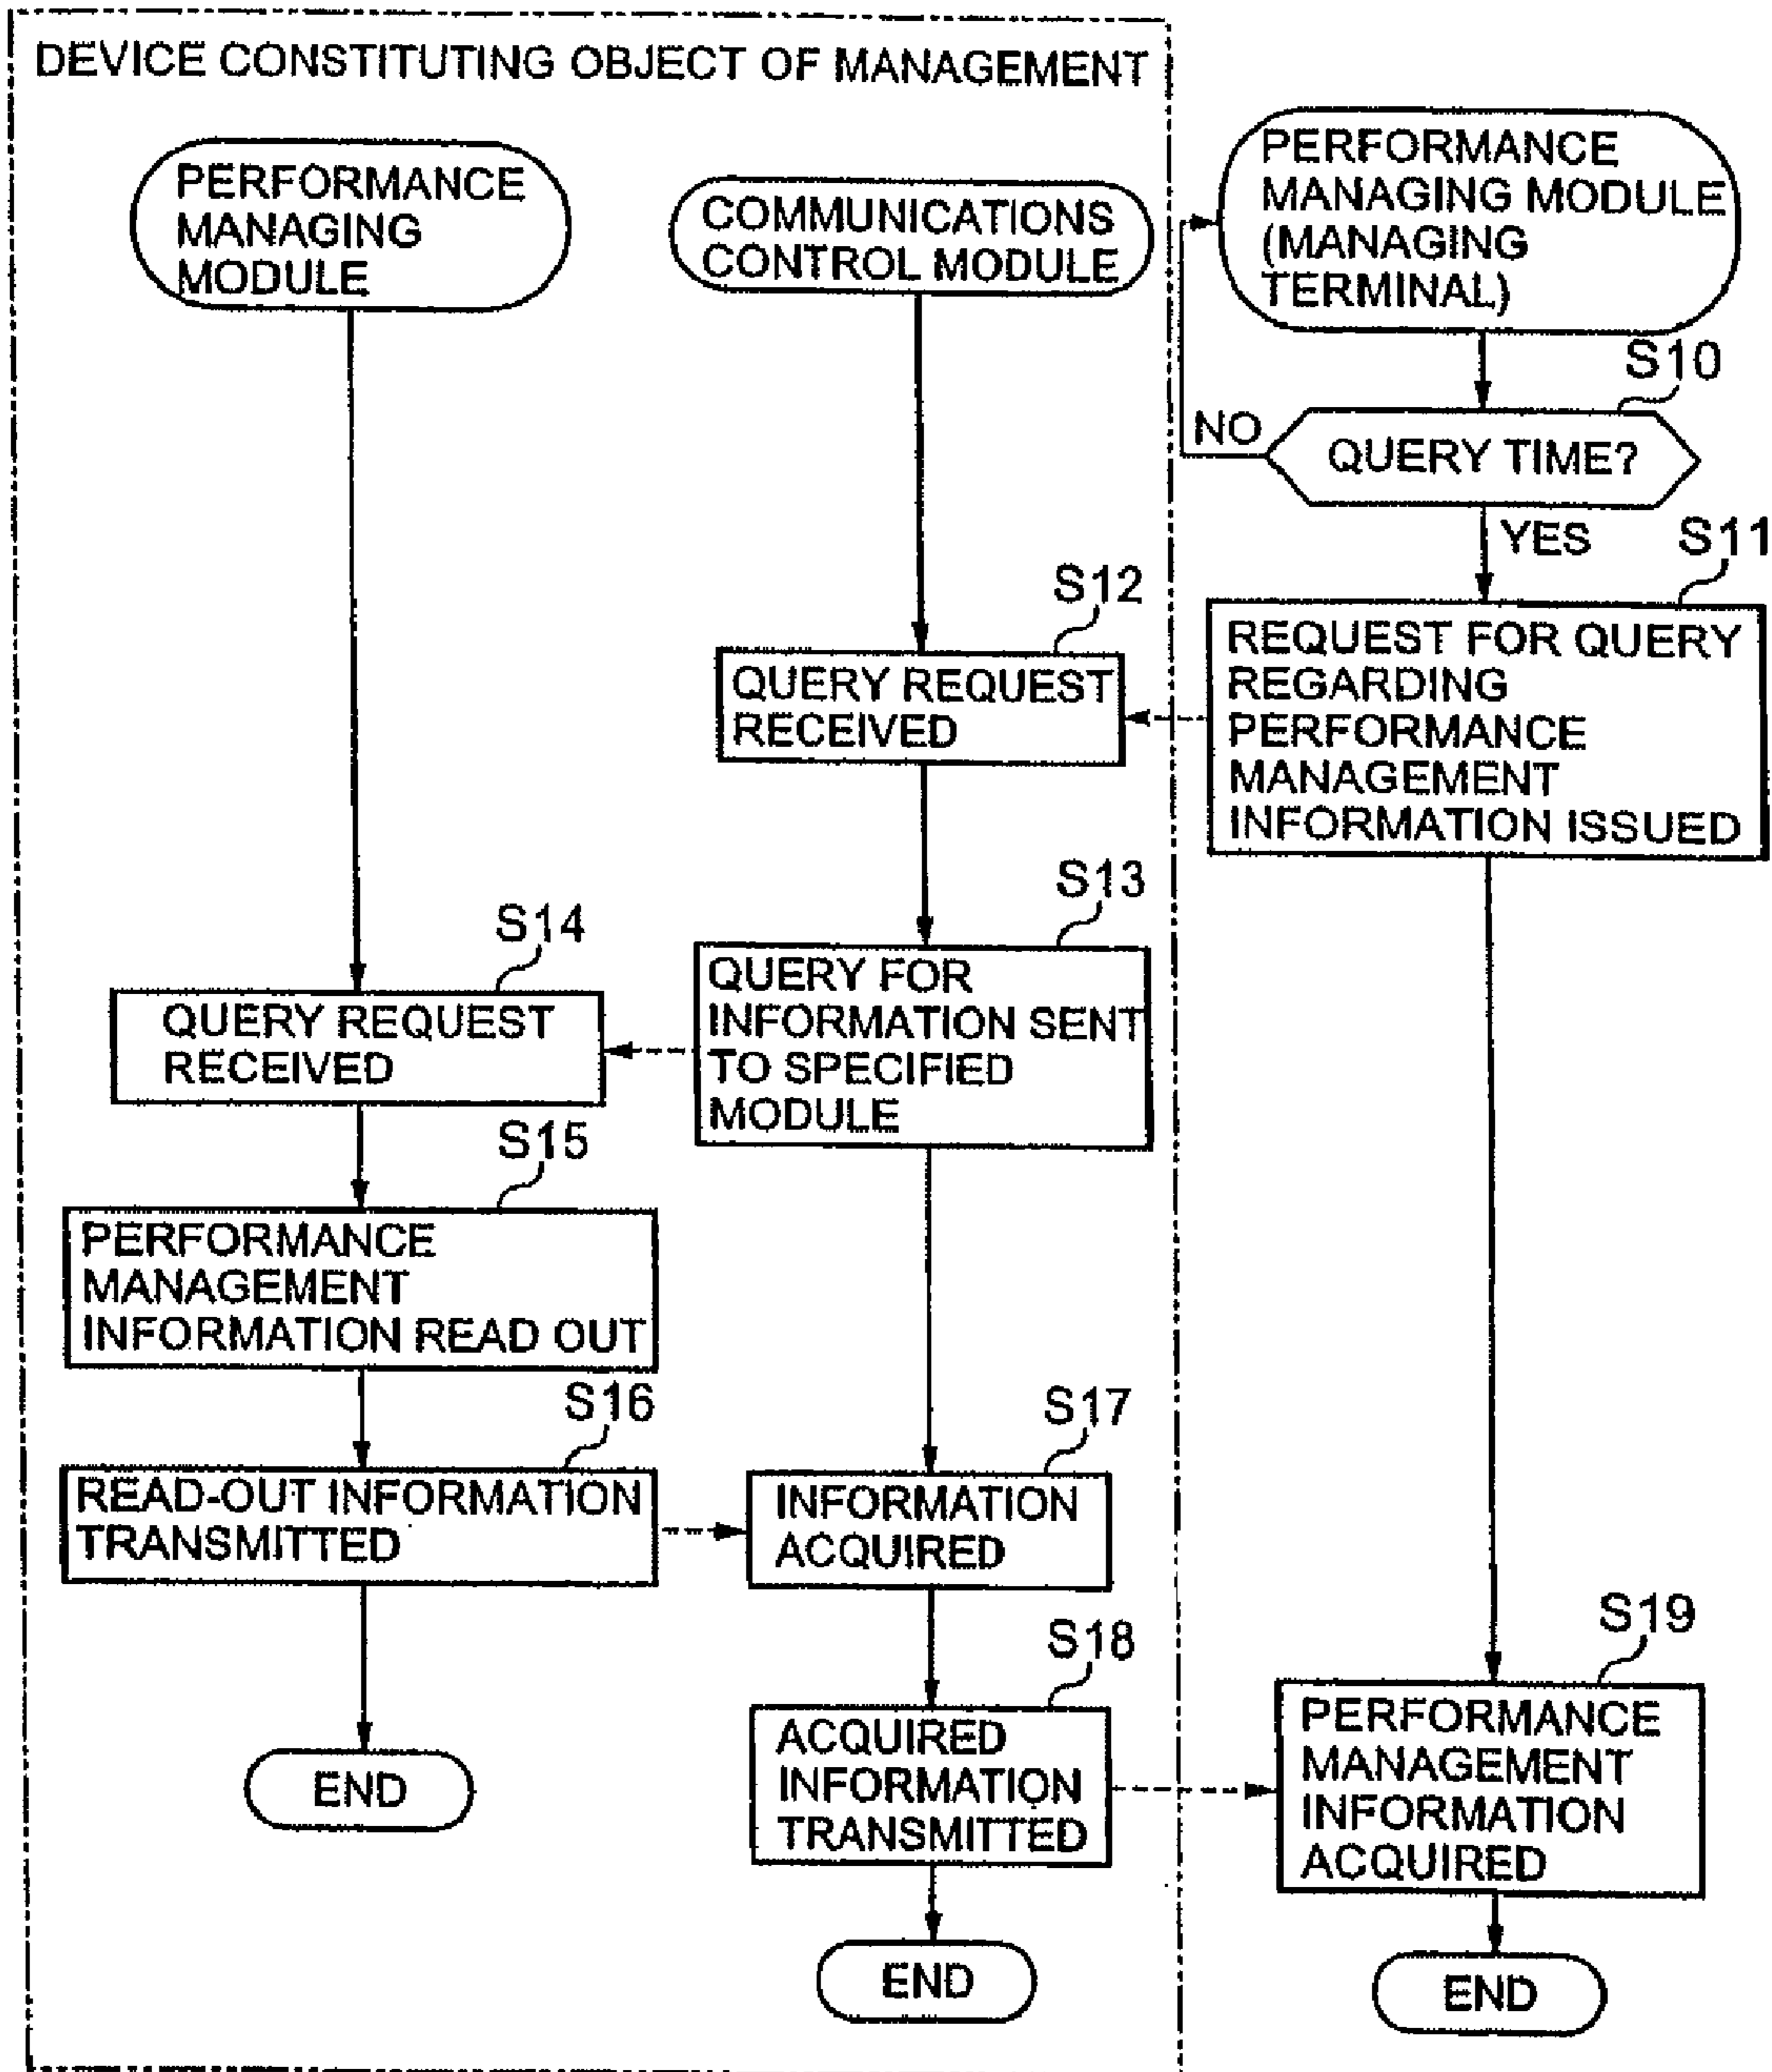 DEVICE CONSTITUTING OBJECT OF MANAGEMENT
PERFORMANCE
MANAGING
MODULE
COMMUNICATIONS
CONTROL MODULE
PERFORMANCE
MANAGING MODULE
(MANAGING
TERMINAL)
S10
NO
QUERY TIME?
YES
S11
REQUEST FOR QUERY
REGARDING
PERFORMANCE
MANAGEMENT
INFORMATION ISSUED
S12
QUERY REQUEST
RECEIVED
S13
QUERY FOR
INFORMATION SENT
TO SPECIFIED
MODULE
S14
QUERY REQUEST
RECEIVED
S15
PERFORMANCE
MANAGEMENT
INFORMATION READ OUT
S16
READ-OUT INFORMATION
TRANSMITTED
S17
INFORMATION
ACQUIRED
S18
ACQUIRED
INFORMATION
TRANSMITTED
S19
PERFORMANCE
MANAGEMENT
INFORMATION
ACQUIRED
END
END
END